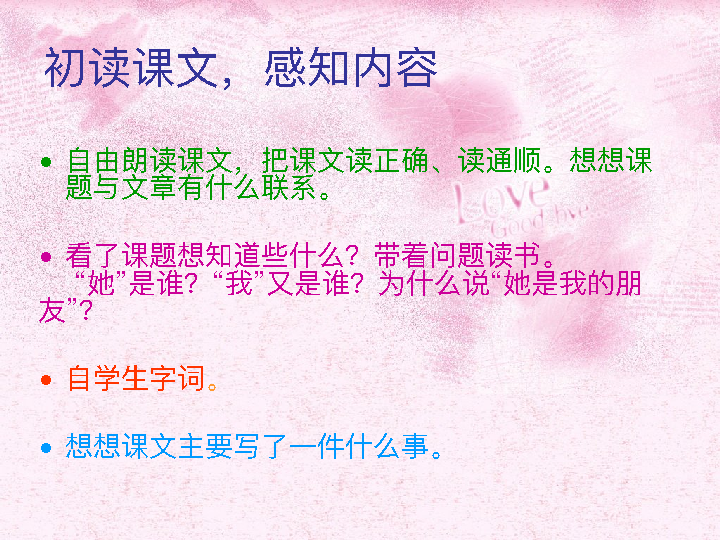 初读课文，感知内容
• 自由朗读课文，把课文读正确、读通顺。想想课
题与文章有什么联系。
Love
Good bye...
• 看了课题想知道些什么？带着问题读书。
“她”是谁？“我”又是谁？为什么说“她是我的朋
友”？
• 自学生字词。
• 想想课文主要写了一件什么事。